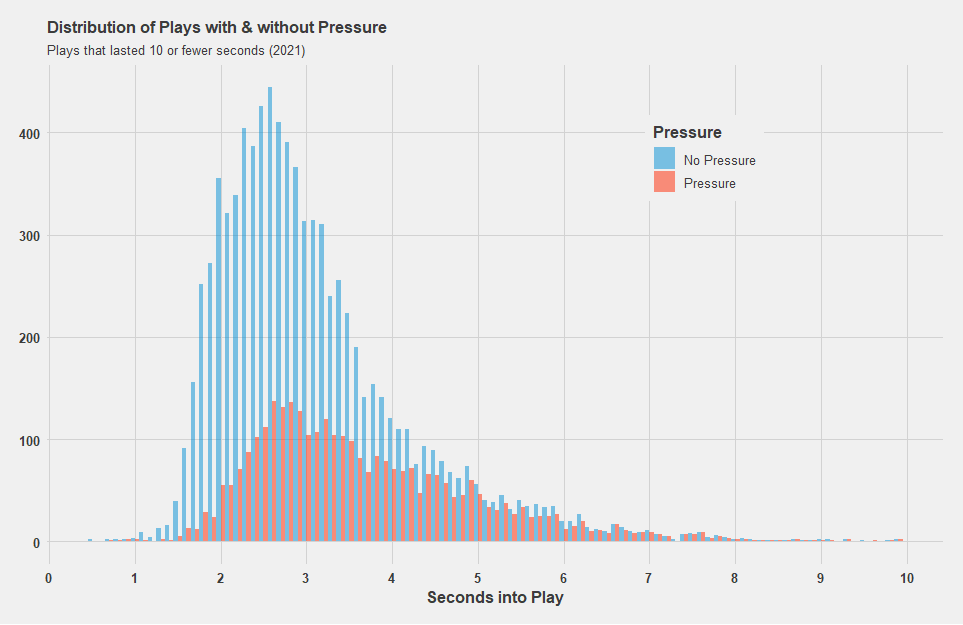 Distribution of Plays with & without Pressure
Plays that lasted 10 or fewer seconds (2021)
Pressure
No Pressure
Pressure
400
300
200
100
0
0 1 2 3 4 5 6 7 8 9 10
Seconds into Play